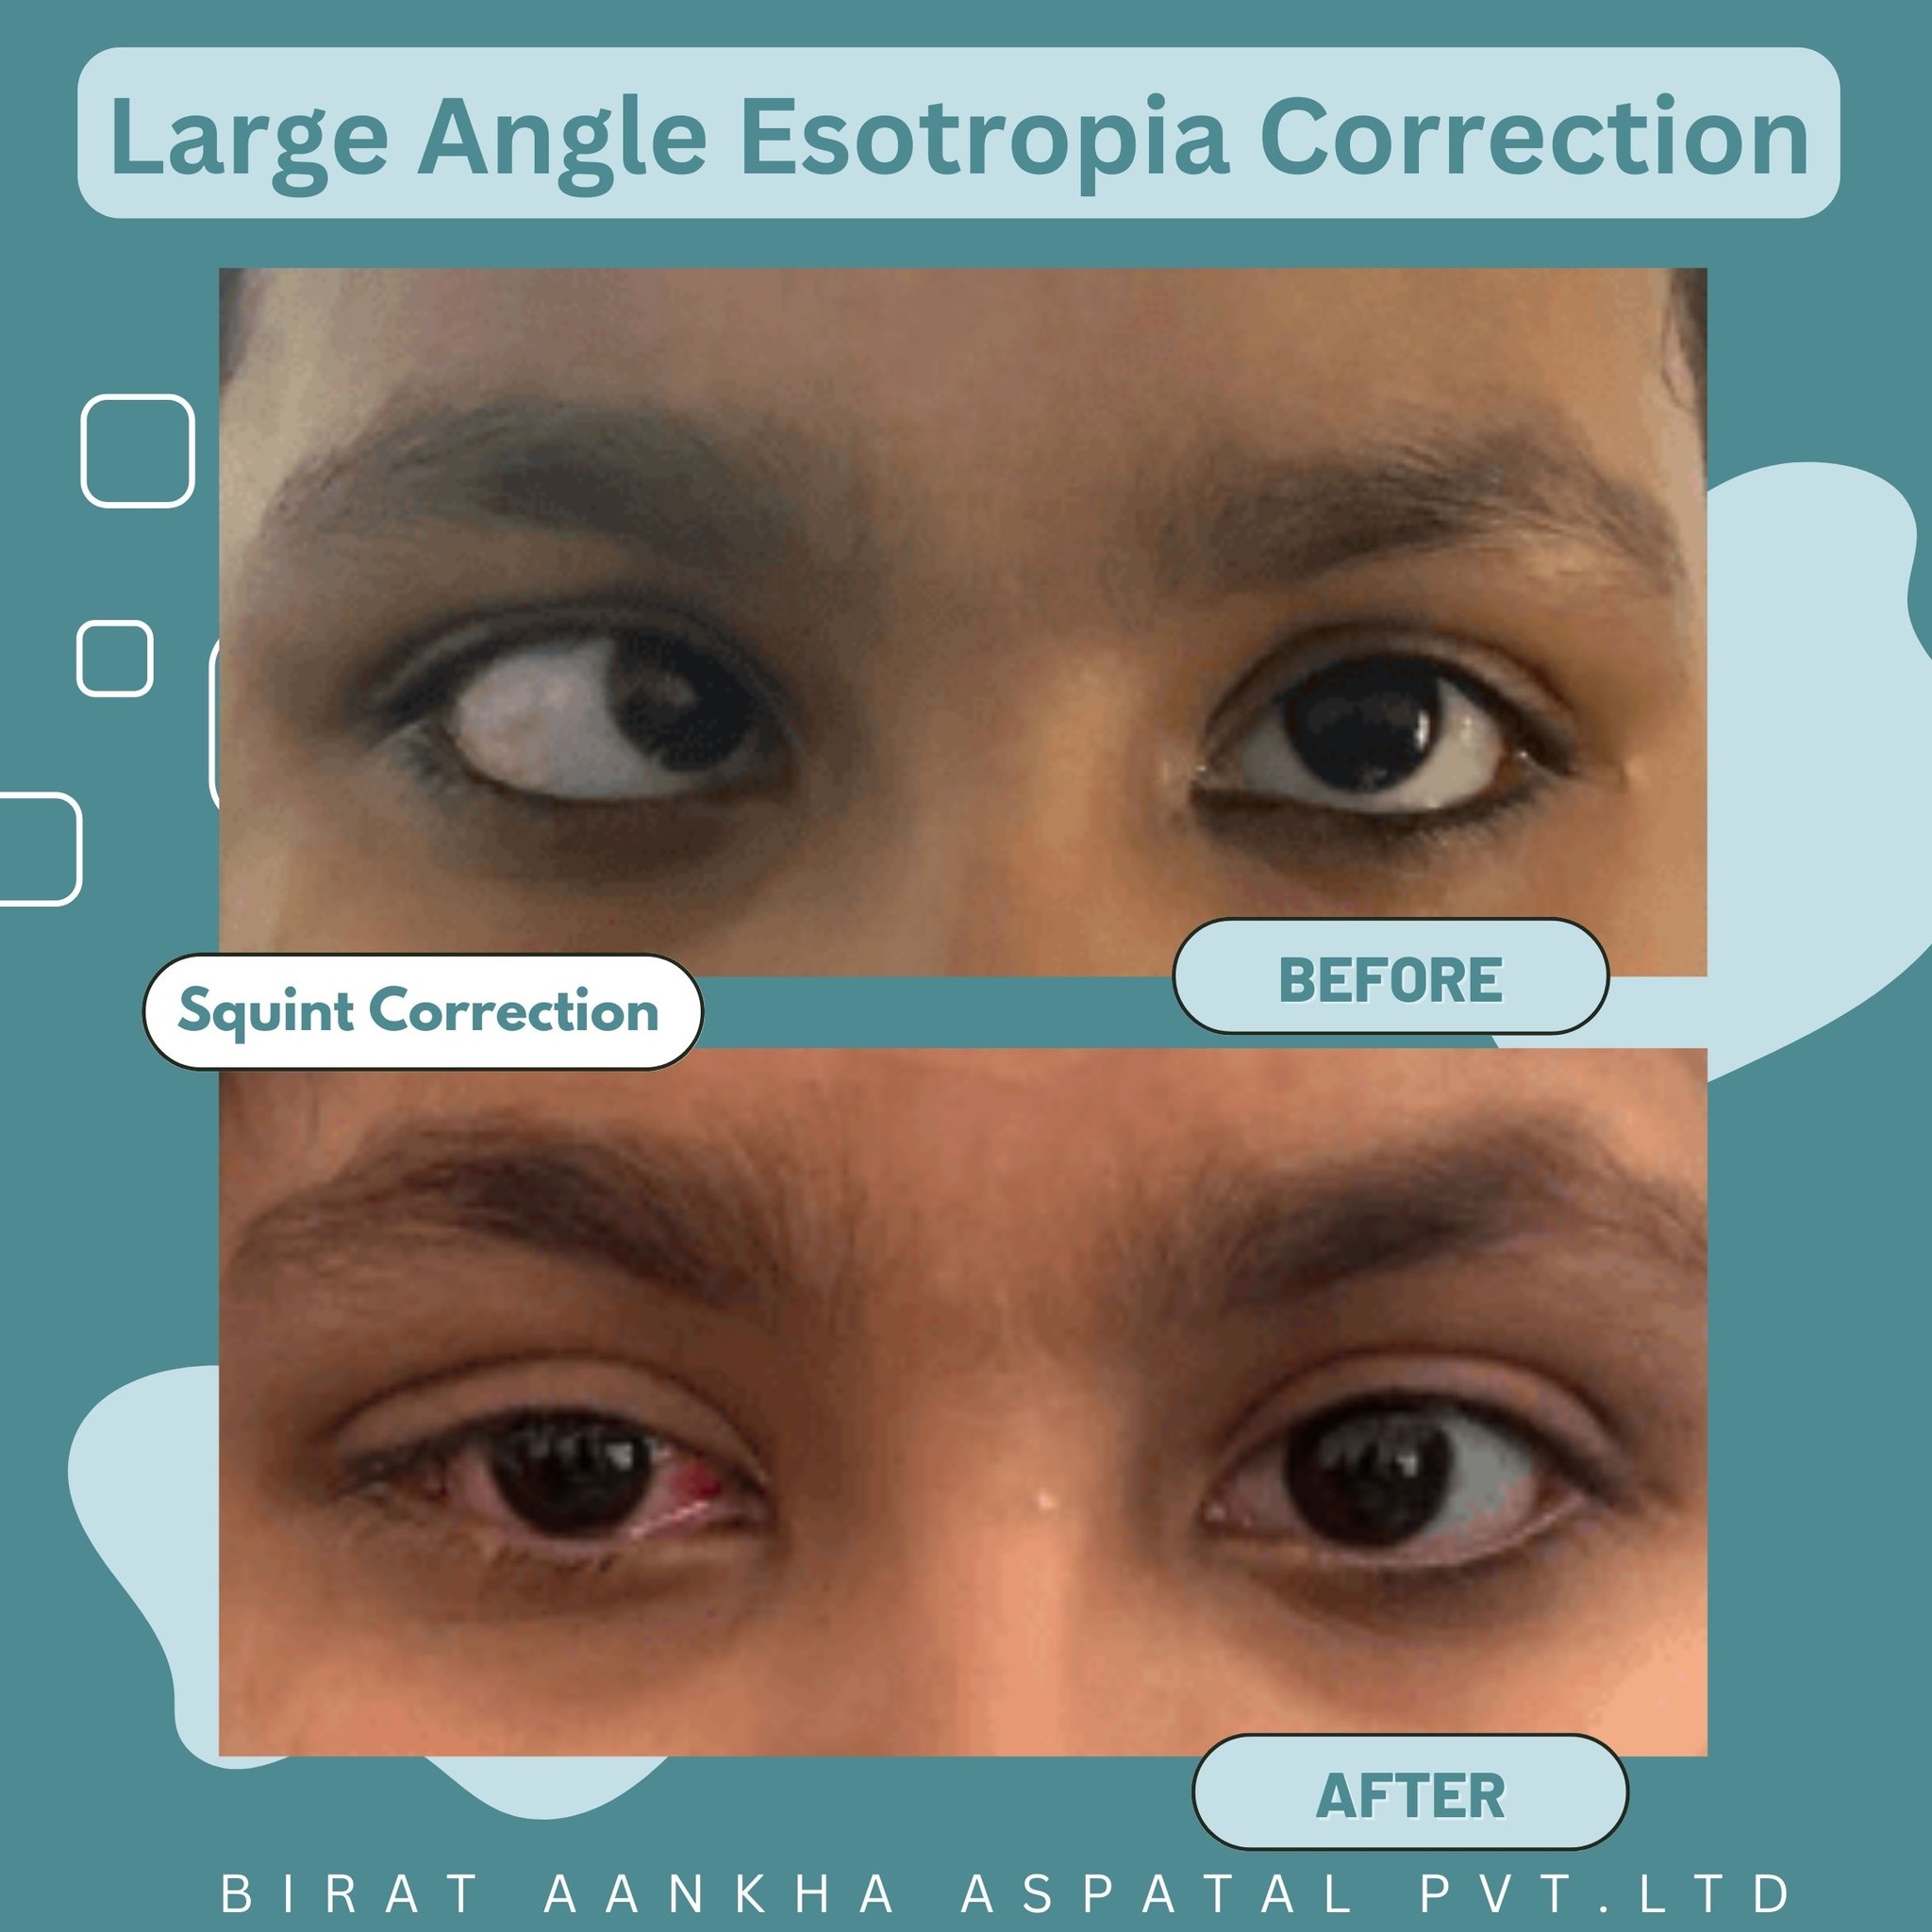 Large Angle Esotropia Correction
BEFORE
Squint Correction
AFTER
BIRAT AANKHA ASPATAL PVT.LTD